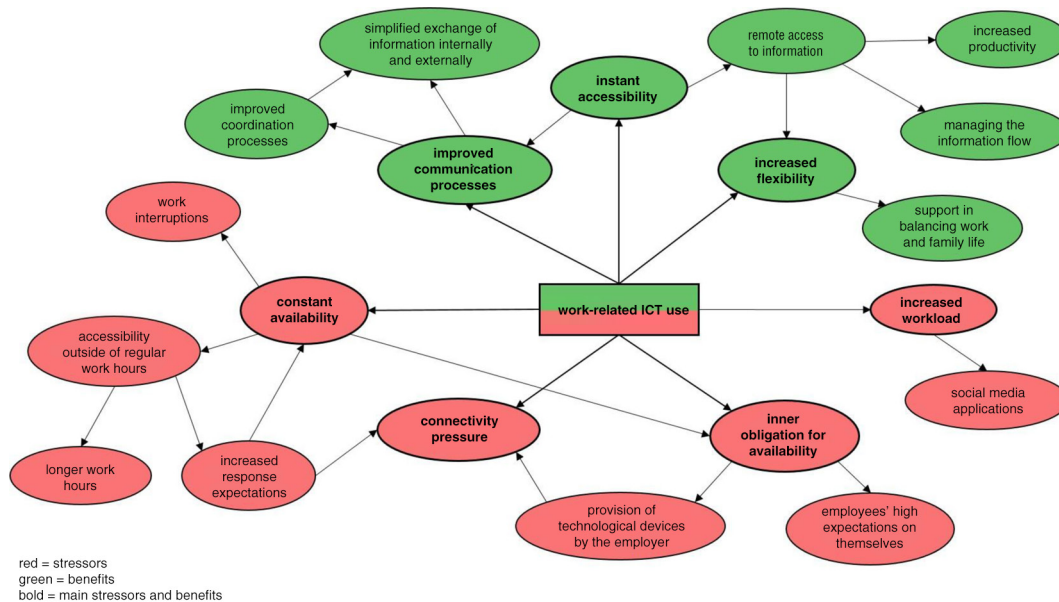 simplified exchange of
information internally
and externally
remote access
to information
increased
productivity
instant
accessibility
improved
coordination
processes
managing the
information flow
improved
communication
processes
increased
flexibility
work
interruptions
support in
balancing work
and family life
constant
availability
work-related ICT use
increased
workload
accessibility
outside of regular
work hours
social media
applications
connectivity
pressure
inner
obligation for
availability
longer work
hours
increased
response
expectations
provision of
technological devices
by the employer
employees' high
expectations on
themselves
red = stressors
green = benefits
bold = main stressors and benefits